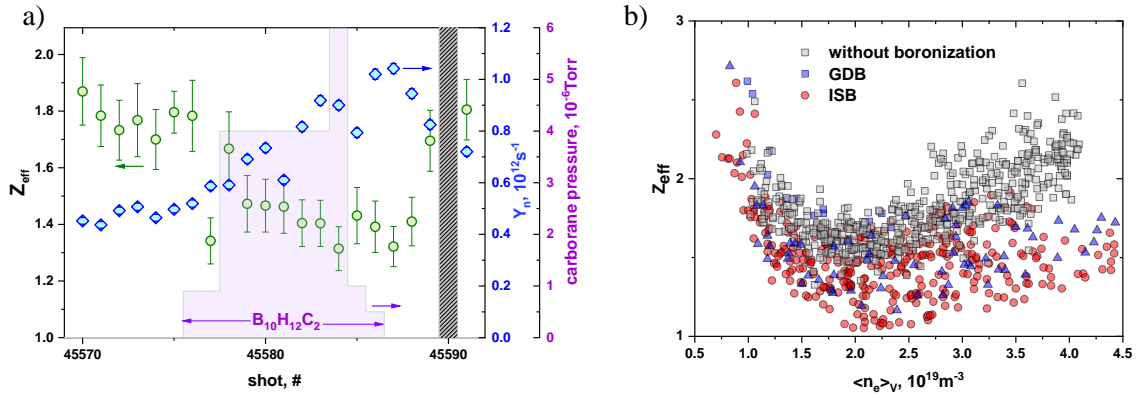 a)
2.0
1.8
1.6
1.4
1.2
1.0
Z_eff
45570
45580
45590
shot, #
B₁₀H₁₂C₂
1.2
1.0
0.8
0.6
0.4
0.2
0.0
Yₙ, 10¹²s⁻¹
6
5
4
3
2
1
0
carborane pressure, 10⁻⁶Torr
b)
3
2
1
Z_eff
without boronization
GDB
ISB
0.5
1.0
1.5
2.0
2.5
3.0
3.5
4.0
4.5
<nₑ>_V, 10¹⁹m⁻³